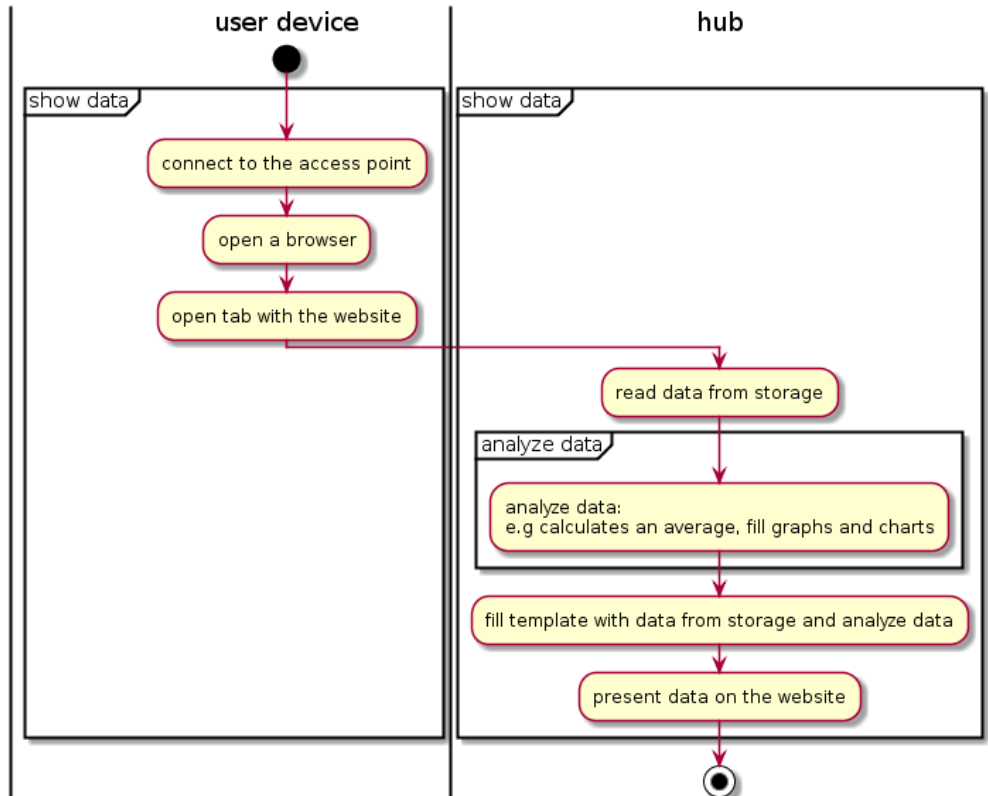 user device
hub
show data
show data
connect to the access point
open a browser
open tab with the website
read data from storage
analyze data
analyze data:
e.g calculates an average, fill graphs and charts
fill template with data from storage and analyze data
present data on the website